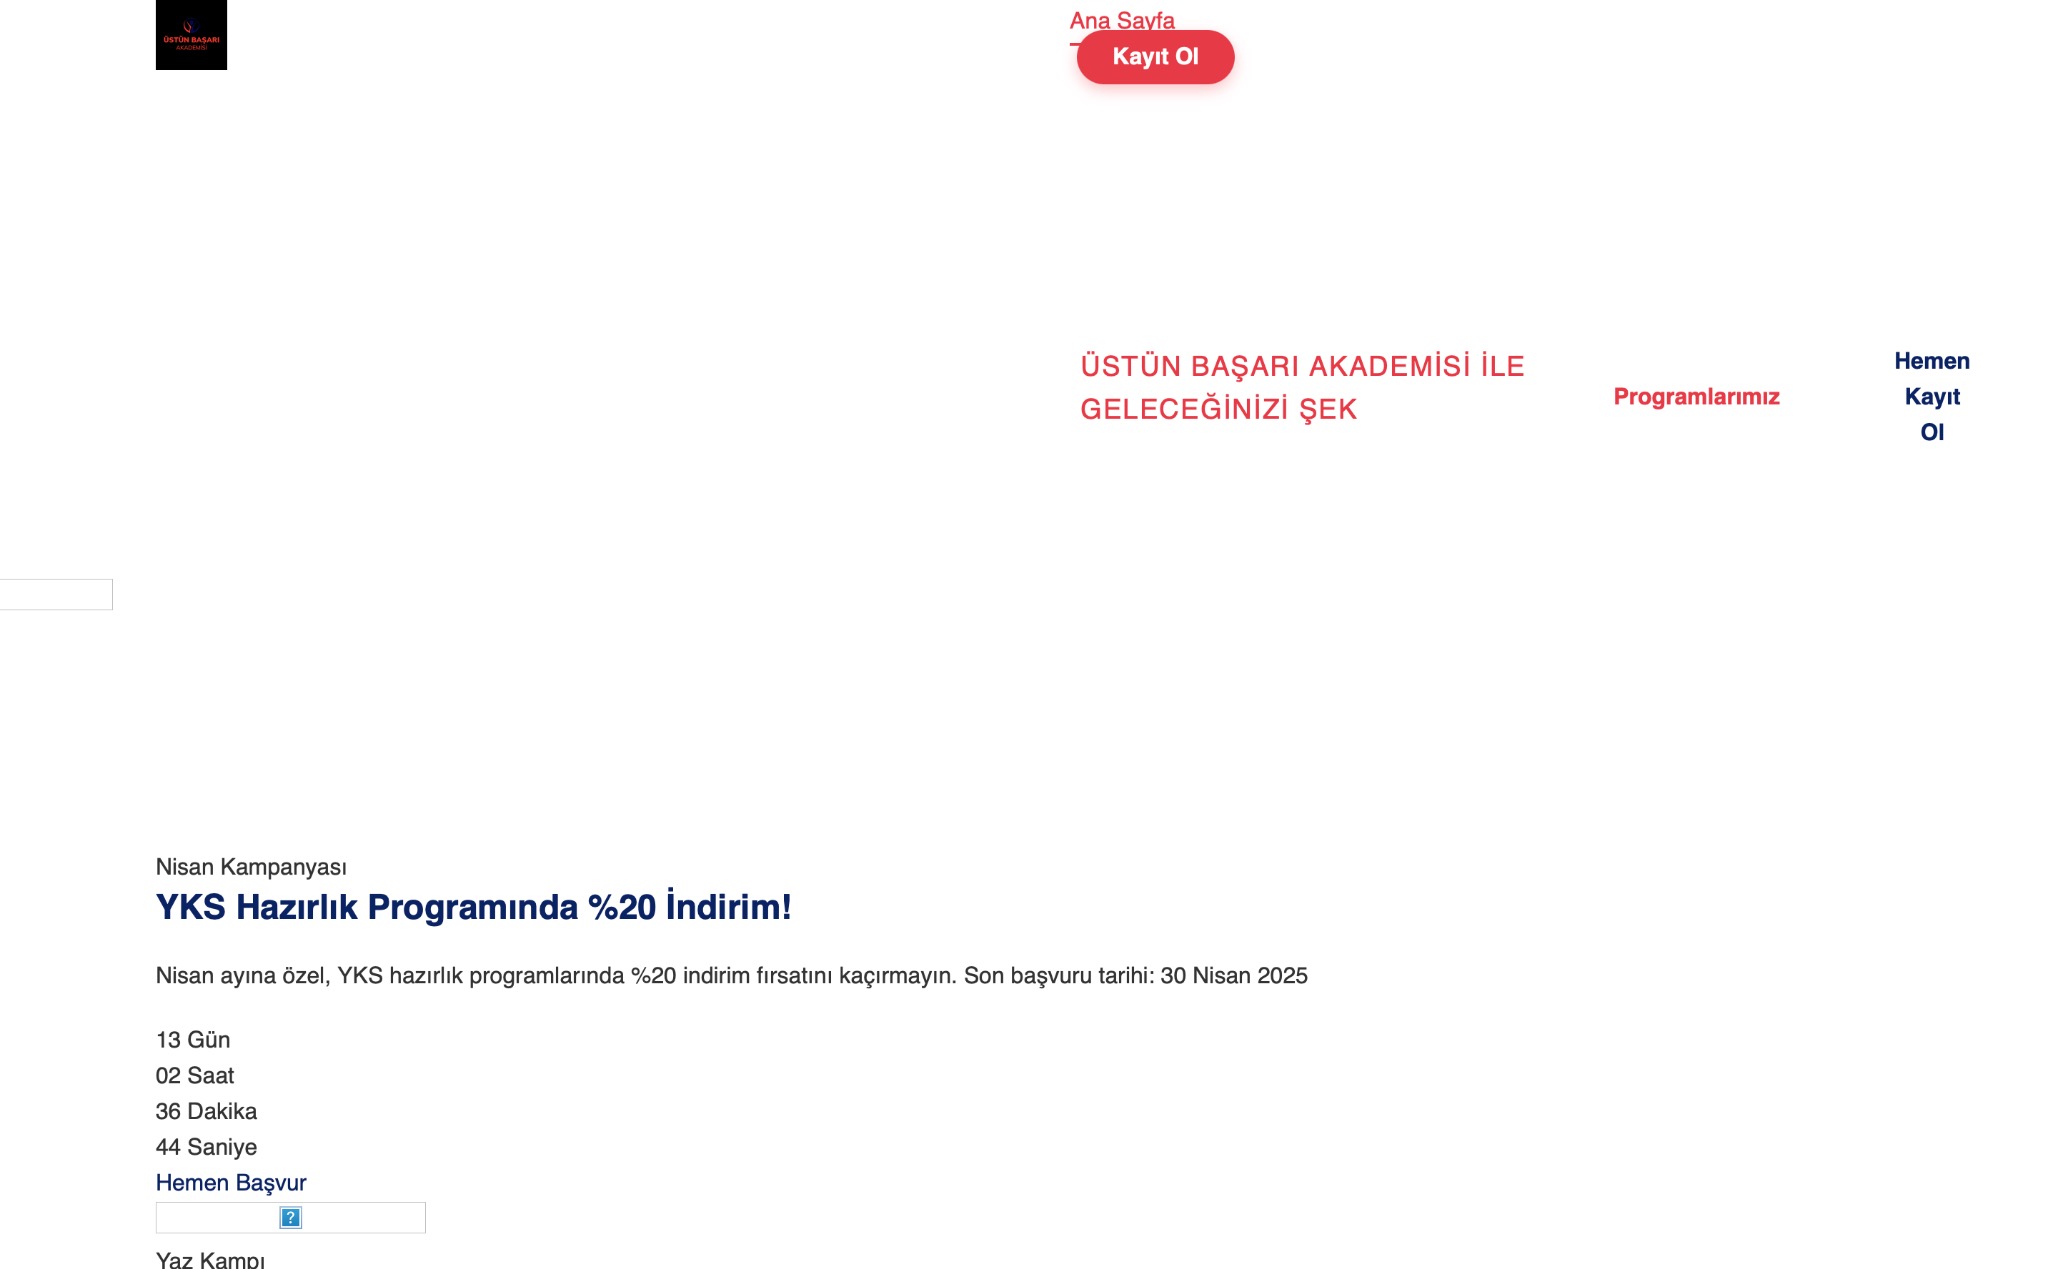 ÜSTÜN BAŞARI
AKADEMİSİ
Ana Sayfa
Kayıt Ol
ÜSTÜN BAŞARI AKADEMİSİ İLE
GELECEĞİNİZİ ŞEK
Programlarımız
Hemen
Kayıt
Ol
Nisan Kampanyası
YKS Hazırlık Programında %20 İndirim!
Nisan ayına özel, YKS hazırlık programlarında %20 indirim fırsatını kaçırmayın. Son başvuru tarihi: 30 Nisan 2025
13 Gün
02 Saat
36 Dakika
44 Saniye
Hemen Başvur
?
Yaz Kampı